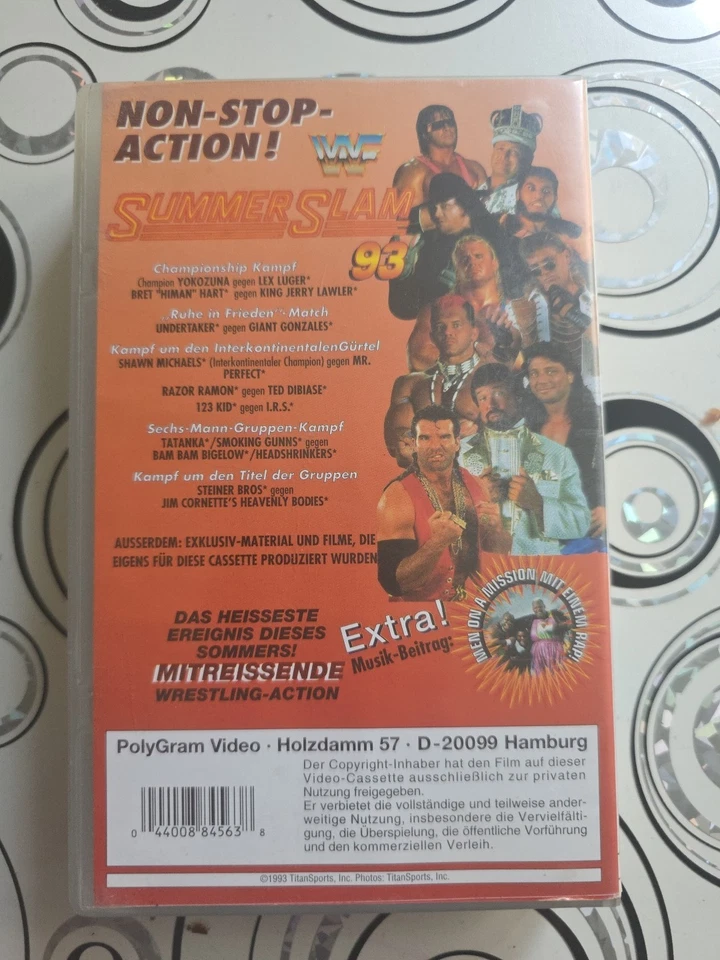 NON-STOP-
ACTION!
WWF
SUMMERSLAM
93
Championship Kampf
Champion YOKOZUNA gegen LEX LUGER*
BRET "HIMAN" HART* gegen KING JERRY LAWLER*
„Ruhe in Frieden"-Match
UNDERTAKER* gegen GIANT GONZALES*
Kampf um den InterkontinentalenGürtel
SHAWN MICHAELS* (Interkontinentaler Champion) gegen MR.
PERFECT*
RAZOR RAMON* gegen TED DIBIASE*
123 KID* gegen I.R.S.*
Sechs-Mann-Gruppen-Kampf
TATANKA*/SMOKING GUNNS* gegen
BAM BAM BIGELOW*/HEADSHRINKERS*
Kampf um den Titel der Gruppen
STEINER BROS* gegen
JIM CORNETTE'S HEAVENLY BODIES*
AUSSERDEM: EXKLUSIV-MATERIAL UND FILME, DIE
EIGENS FÜR DIESE CASSETTE PRODUZIERT WURDEN
DAS HEISSESTE
EREIGNIS DIESES
SOMMERS!
MITREISSENDE
WRESTLING-ACTION
Extra!
Musik-Beitrag:
MEN ON A MISSION MIT EINEM RAP!
PolyGram Video · Holzdamm 57 · D-20099 Hamburg
Der Copyright-Inhaber hat den Film auf dieser
Video-Cassette ausschließlich zur privaten
Nutzung freigegeben.
Er verbietet die vollständige und teilweise ander-
weitige Nutzung, insbesondere die Vervielfälti-
gung, die Überspielung, die öffentliche Vorführung
und den kommerziellen Verleih.
0 44008 84563 8
©1993 TitanSports, Inc. Photos: TitanSports, Inc.